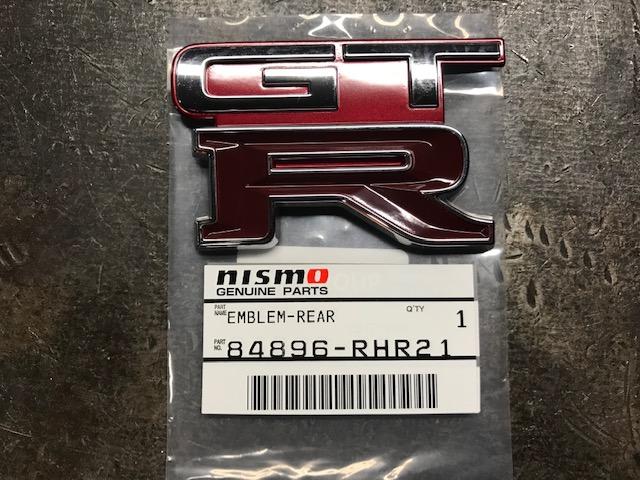 GT
R
nismo
GENUINE PARTS
PART NAME EMBLEM-REAR Q'TY 1
PART NO. 84896-RHR21